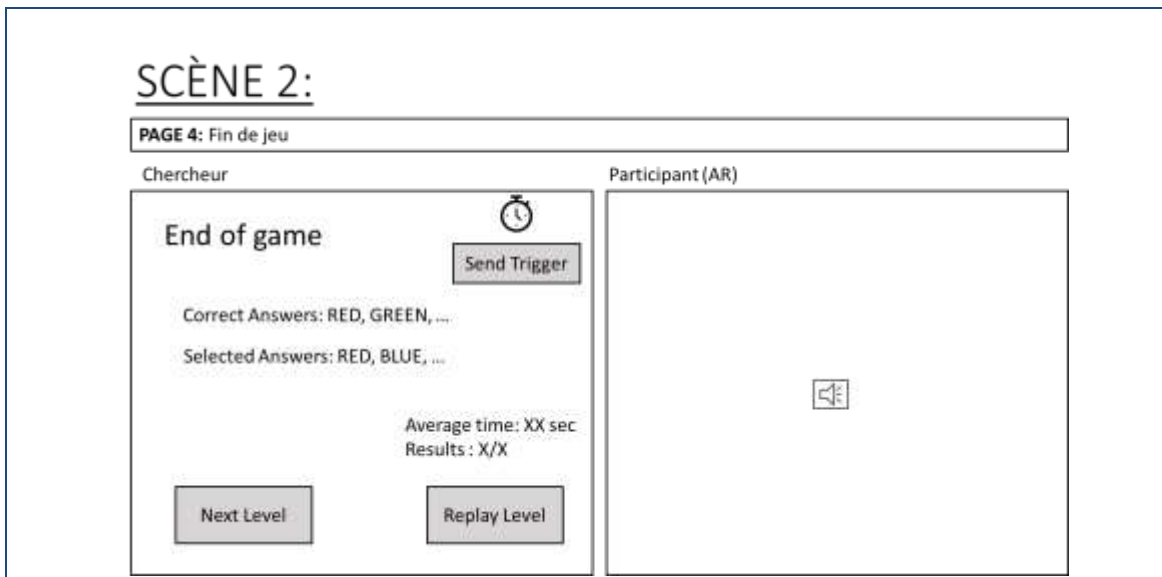 SCÈNE 2:
PAGE 4: Fin de jeu
Chercheur
Participant (AR)
End of game
Send Trigger
Correct Answers: RED, GREEN, ...
Selected Answers: RED, BLUE, ...
Average time: XX sec
Results : X/X
Next Level
Replay Level